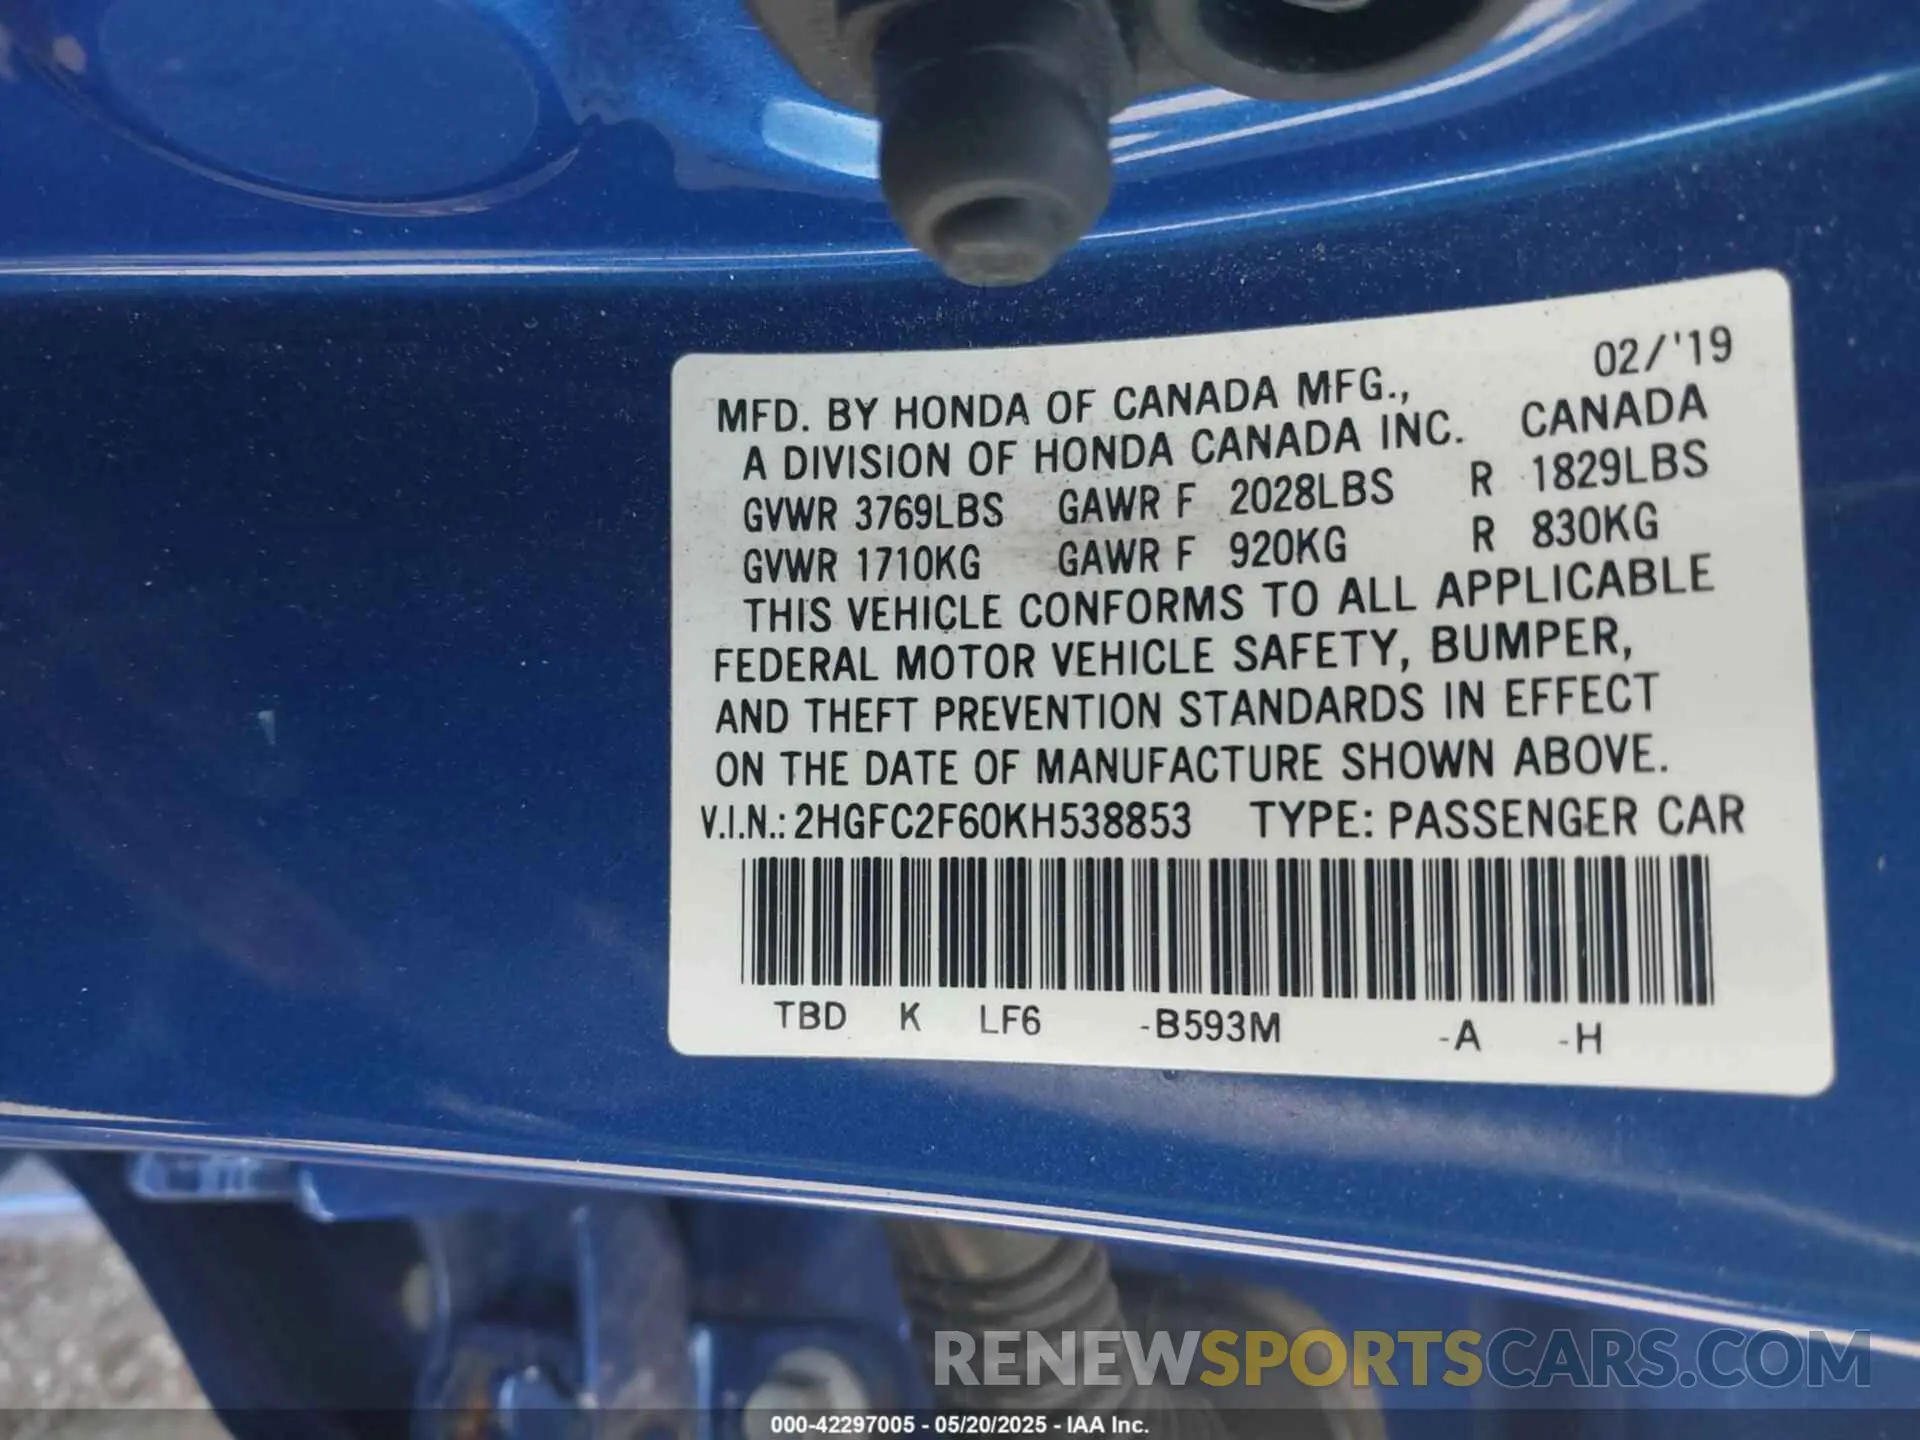 02/'19
MFD. BY HONDA OF CANADA MFG.,
A DIVISION OF HONDA CANADA INC. CANADA
GVWR 3769LBS GAWR F 2028LBS R 1829LBS
GVWR 1710KG GAWR F 920KG R 830KG
THIS VEHICLE CONFORMS TO ALL APPLICABLE
FEDERAL MOTOR VEHICLE SAFETY, BUMPER,
AND THEFT PREVENTION STANDARDS IN EFFECT
ON THE DATE OF MANUFACTURE SHOWN ABOVE.
V.I.N.: 2HGFC2F60KH538853 TYPE: PASSENGER CAR
TBD K LF6 -B593M -A -H
RENEWSPORTSCARS.COM
000-42297005 - 05/20/2025 - IAA Inc.